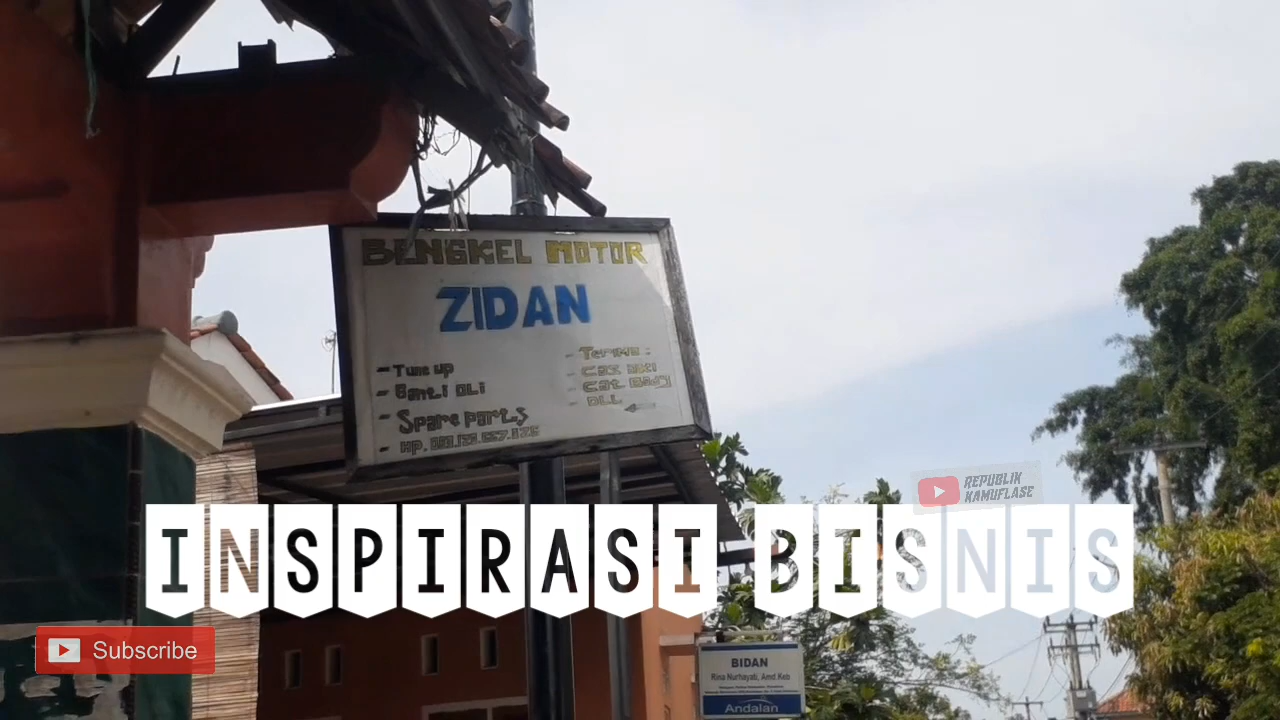 BENGKEL MOTOR
ZIDAN
- Tune up
- Ganti OLi
- Spare parts
- Terima :
- Cat
- DLL
REPUBLIK
KAMUFLASE
INSPIRASI BISNIS
Subscribe
BIDAN
Rina Nurhayati, Amd.Keb
Andalan